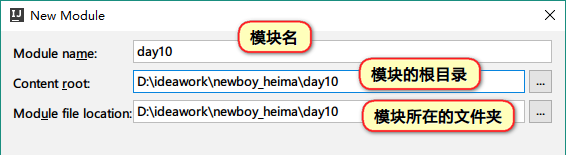 New Module
模块名
Module name: day10
模块的根目录
Content root: D:\ideawork\newboy_heima\day10 ...
模块所在的文件夹
Module file location: D:\ideawork\newboy_heima\day10 ...